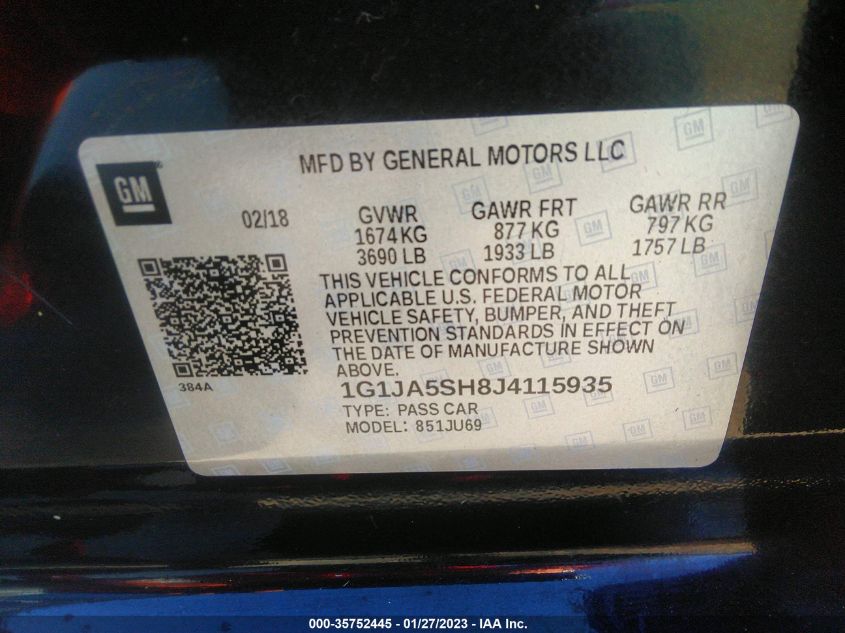 MFD BY GENERAL MOTORS LLC
GM
02/18
GVWR GAWR FRT GAWR RR
1674 KG 877 KG 797 KG
3690 LB 1933 LB 1757 LB
THIS VEHICLE CONFORMS TO ALL
APPLICABLE U.S. FEDERAL MOTOR
VEHICLE SAFETY, BUMPER, AND THEFT
PREVENTION STANDARDS IN EFFECT ON
THE DATE OF MANUFACTURE SHOWN
ABOVE.
384A
1G1JA5SH8J4115935
TYPE: PASS CAR
MODEL: 851JU69
000-35752445 - 01/27/2023 - IAA Inc.